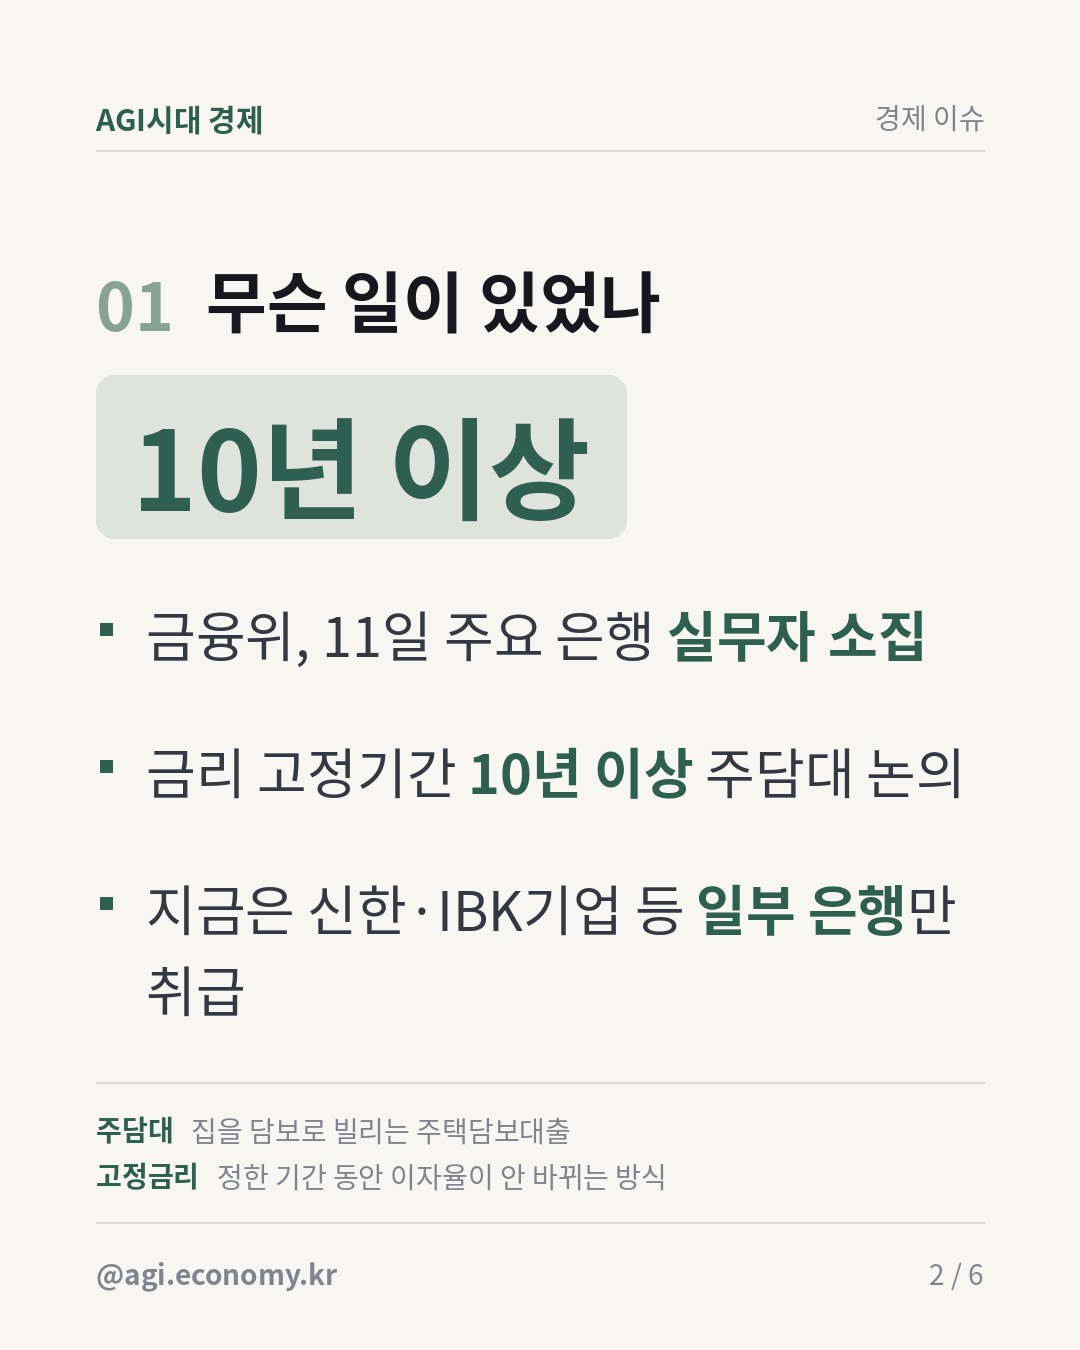 AGI시대 경제
경제 이슈
01 무슨 일이 있었나
10년 이상
▪ 금융위, 11일 주요 은행 실무자 소집
▪ 금리 고정기간 10년 이상 주담대 논의
▪ 지금은 신한·IBK기업 등 일부 은행만
취급
주담대 집을 담보로 빌리는 주택담보대출
고정금리 정한 기간 동안 이자율이 안 바뀌는 방식
@agi.economy.kr
2 / 6